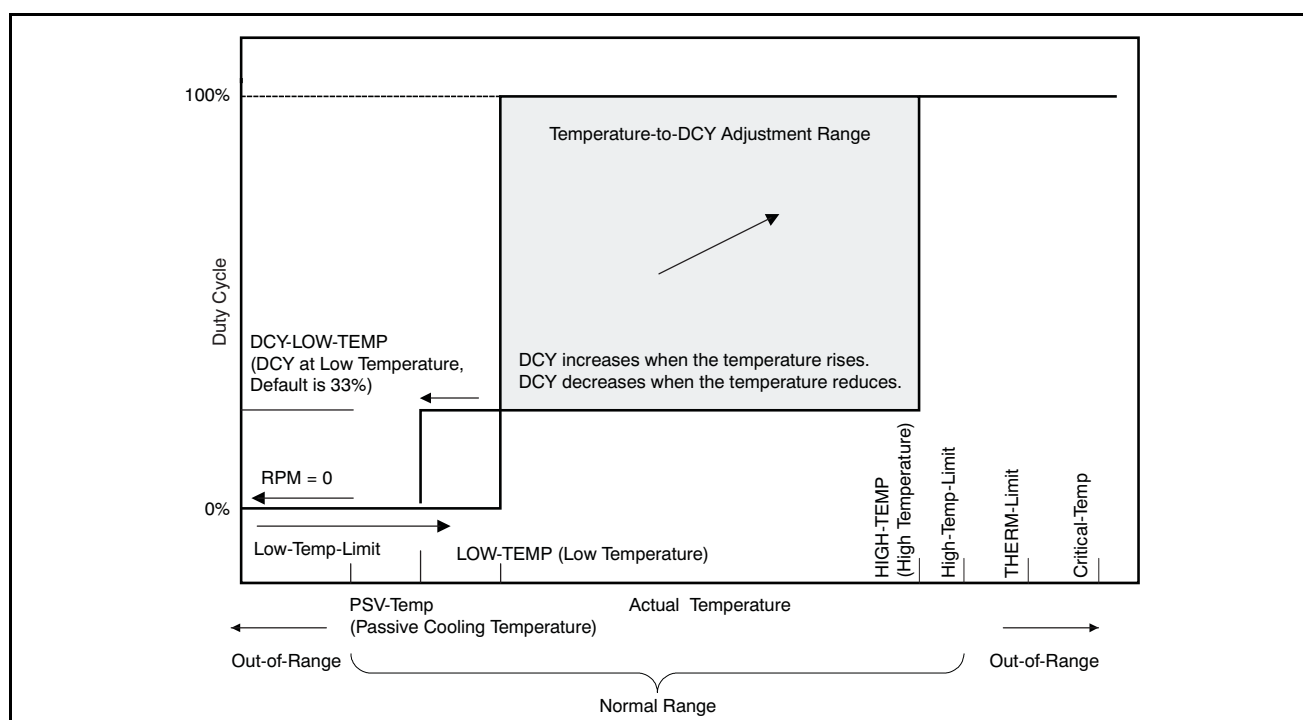 100%
Temperature-to-DCY Adjustment Range
Duty Cycle
DCY-LOW-TEMP
(DCY at Low Temperature,
Default is 33%)
DCY increases when the temperature rises.
DCY decreases when the temperature reduces.
RPM = 0
0%
Low-Temp-Limit
LOW-TEMP (Low Temperature)
HIGH-TEMP
(High Temperature)
High-Temp-Limit
THERM-Limit
Critical-Temp
PSV-Temp
(Passive Cooling Temperature)
Actual Temperature
Out-of-Range
Out-of-Range
Normal Range